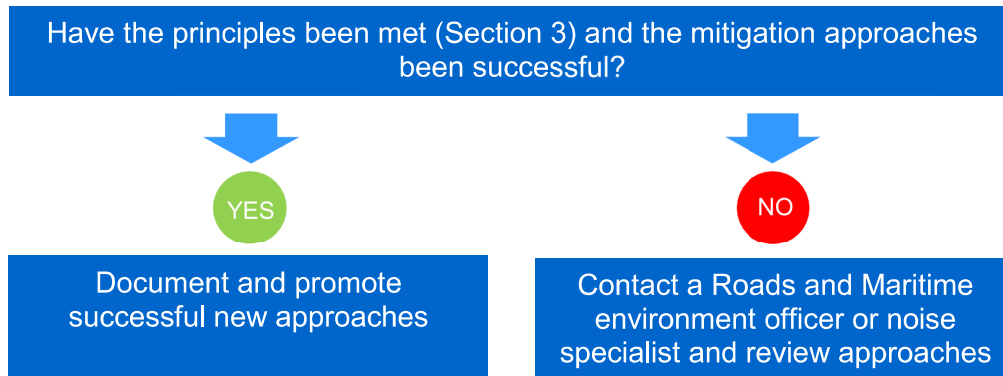 Have the principles been met (Section 3) and the mitigation approaches
been successful?
YES
NO
Document and promote
successful new approaches
Contact a Roads and Maritime
environment officer or noise
specialist and review approaches